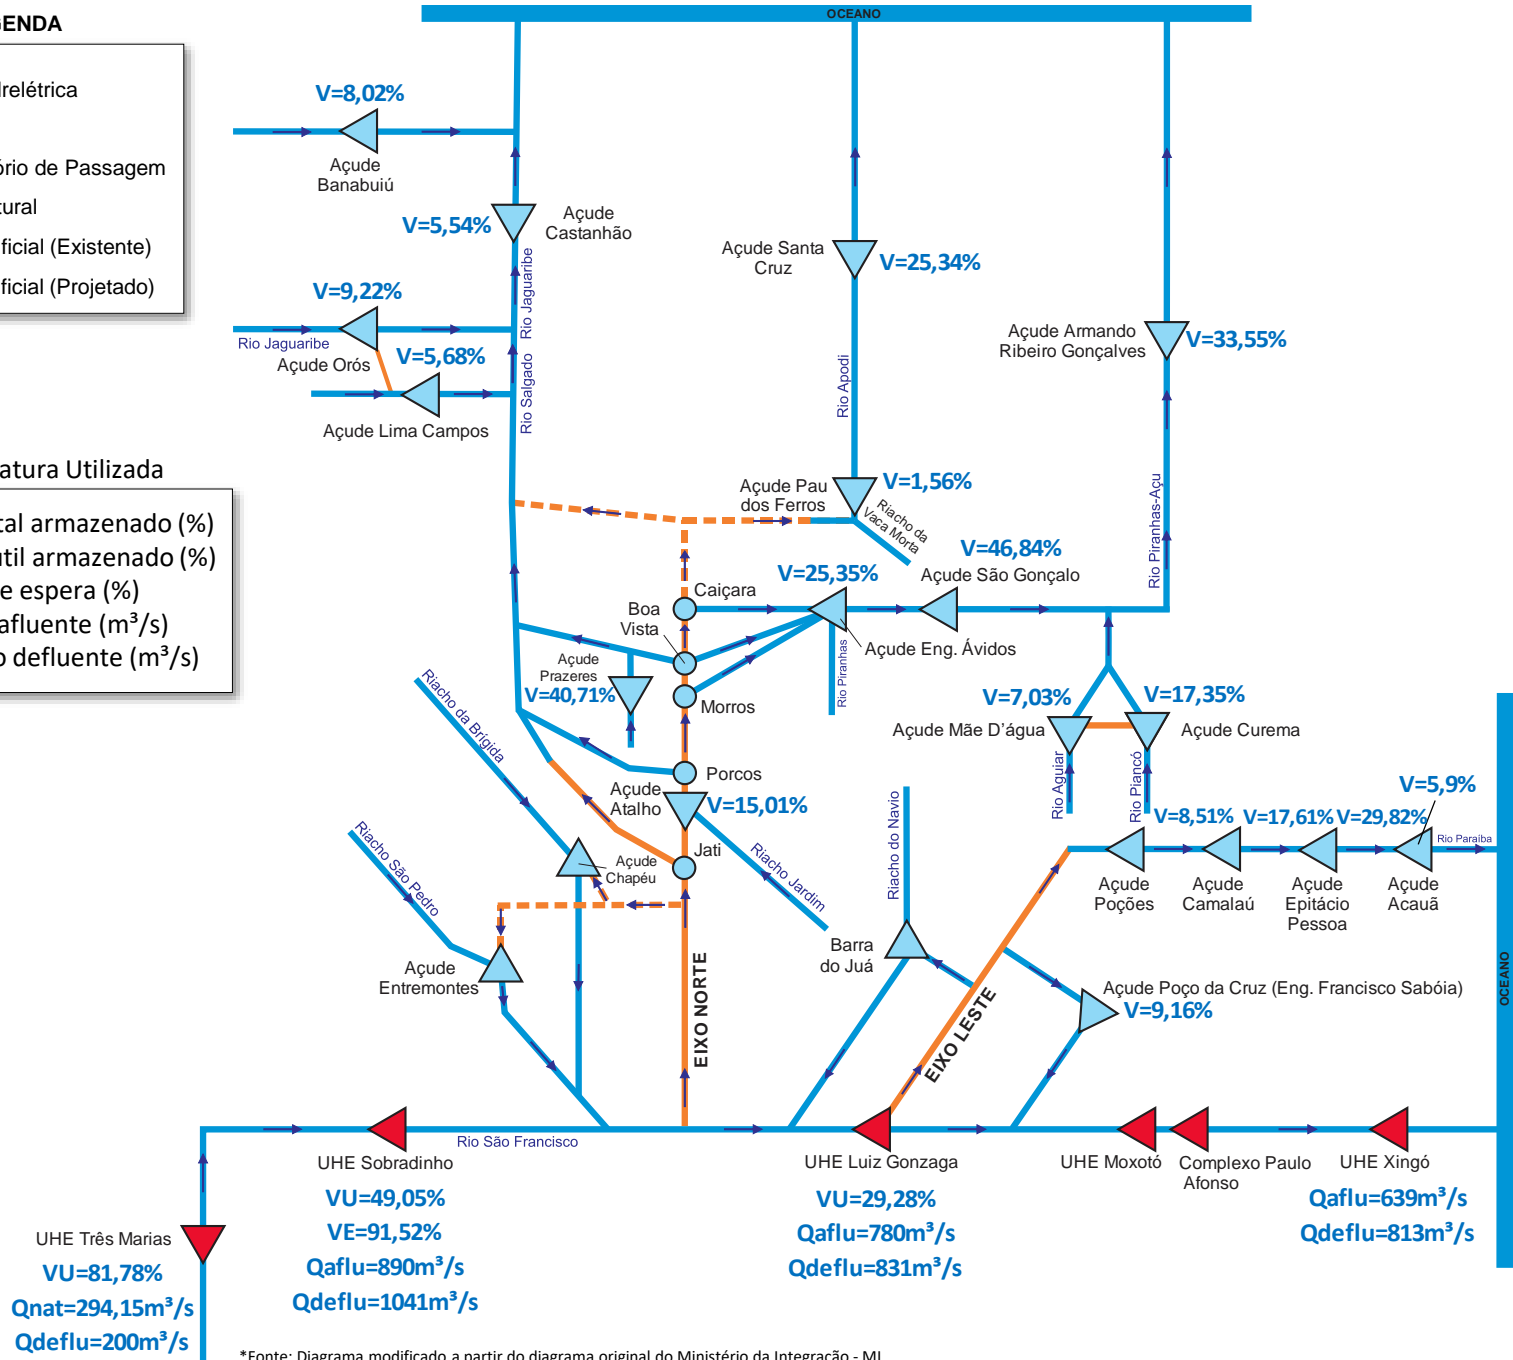 OCEANO
GENDA
drelétrica
ório de Passagem
tural
ificial (Existente)
ificial (Projetado)
V=8,02%
Açude
Banabuiú
V=5,54%
Açude
Castanhão
Rio Jaguaribe
V=9,22%
Rio Jaguaribe
Açude Orós
V=5,68%
Rio Salgado
Açude Lima Campos
Açude Santa
Cruz
V=25,34%
Rio Apodi
Açude Armando
Ribeiro Gonçalves
V=33,55%
Rio Piranhas-Açu
atura Utilizada
tal armazenado (%)
útil armazenado (%)
e espera (%)
afluente (m³/s)
o defluente (m³/s)
Açude Pau
dos Ferros
V=1,56%
Riacho da
Vaca Morta
V=46,84%
Açude São Gonçalo
V=25,35%
Caiçara
Boa
Vista
Açude Eng. Ávidos
Rio Piranhas
Açude
Prazeres
V=40,71%
Morros
Riacho da Brigida
Porcos
Açude
Atalho
V=15,01%
V=7,03%
Açude Mãe D'água
V=17,35%
Açude Curema
Rio Aguiar
Rio Piancó
V=5,9%
V=8,51%
V=17,61%
V=29,82%
Rio Paraiba
Açude
Poções
Açude
Camalaú
Açude
Epitácio
Pessoa
Açude
Acauã
Jati
Açude
Chapéu
Riacho São Pedro
Riacho Jardim
Riacho do Navio
Açude
Entremontes
Barra
do Juá
EIXO NORTE
EIXO LESTE
Açude Poço da Cruz (Eng. Francisco Sabóia)
V=9,16%
OCEANO
Rio São Francisco
UHE Sobradinho
VU=49,05%
VE=91,52%
Qaflu=890m³/s
Qdeflu=1041m³/s
UHE Luiz Gonzaga
VU=29,28%
Qaflu=780m³/s
Qdeflu=831m³/s
UHE Moxotó
Complexo Paulo
Afonso
UHE Xingó
Qaflu=639m³/s
Qdeflu=813m³/s
UHE Três Marias
VU=81,78%
Qnat=294,15m³/s
Qdeflu=200m³/s
*Fonte: Diagrama modificado a partir do diagrama original do Ministério da Integração - MI